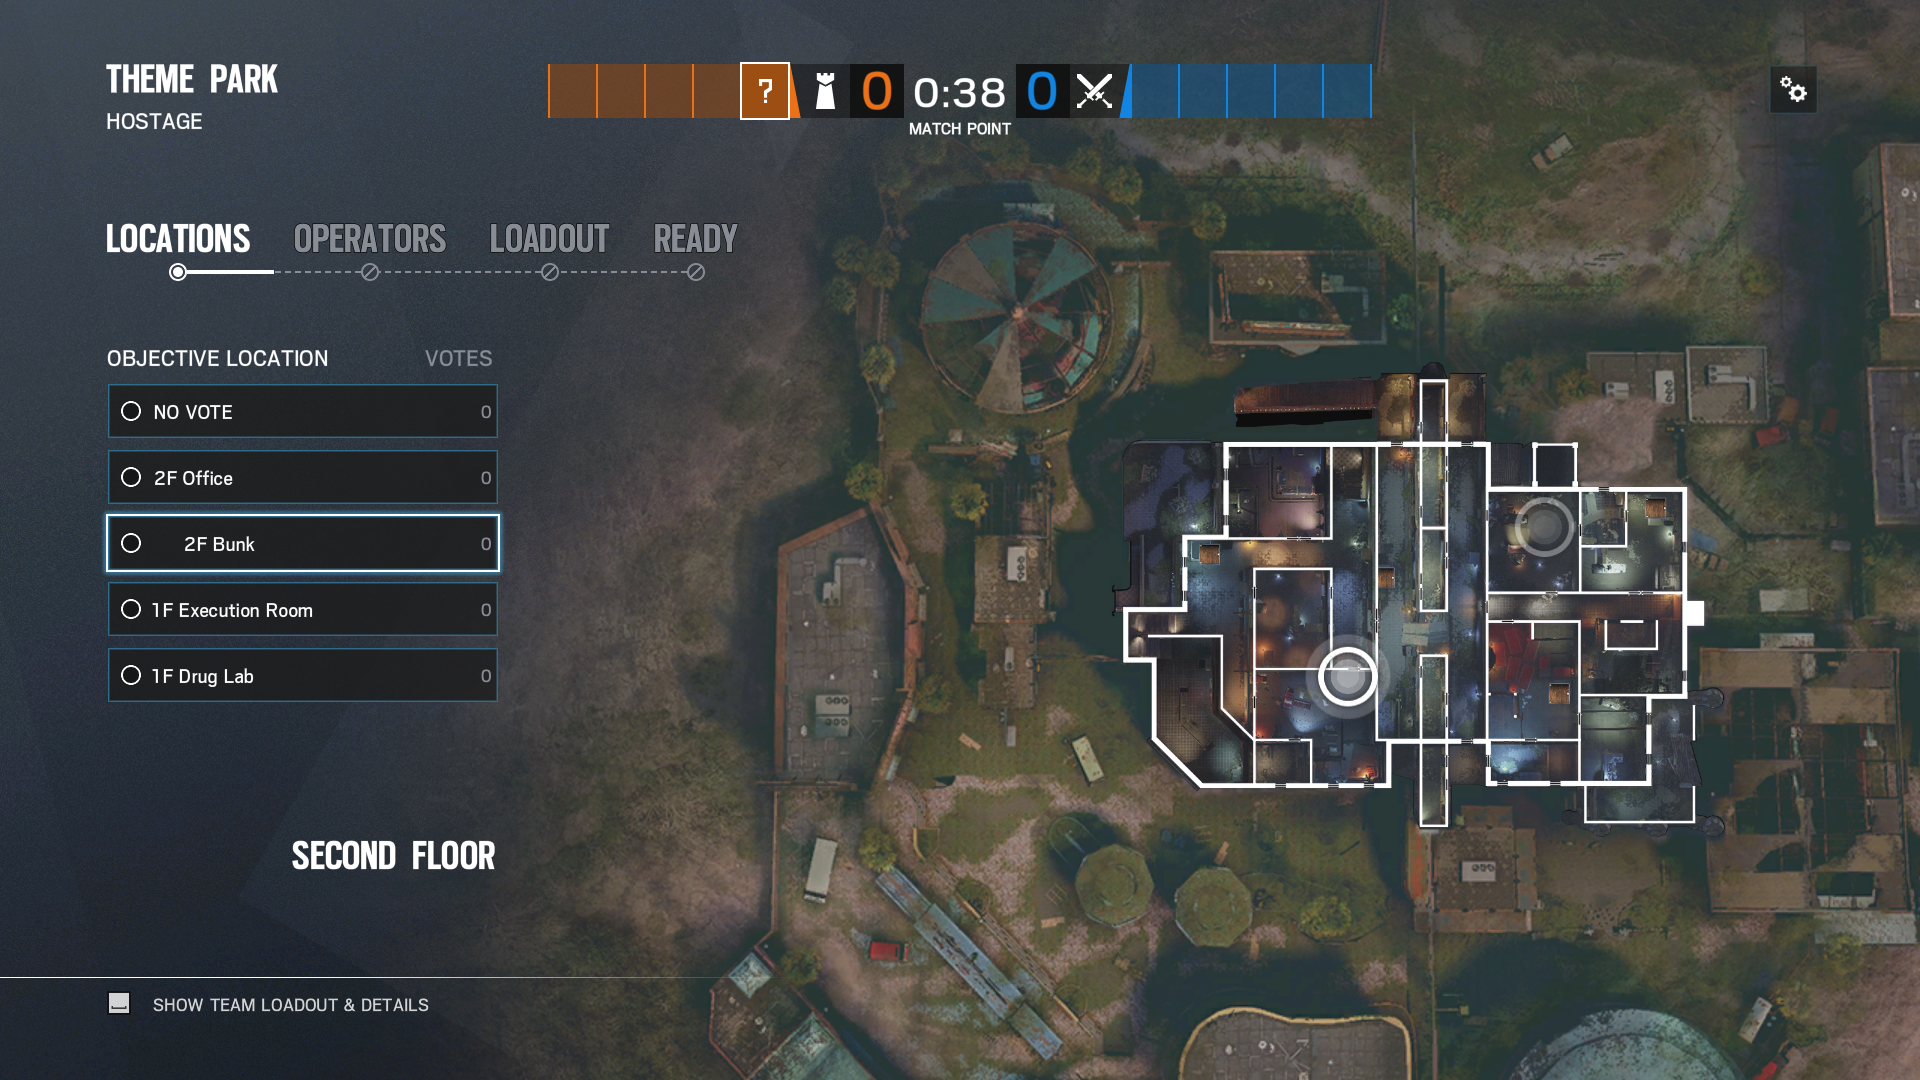 THEME PARK
HOSTAGE
?
0
0:38
0
MATCH POINT
LOCATIONS
OPERATORS
LOADOUT
READY
OBJECTIVE LOCATION
VOTES
NO VOTE
0
2F Office
0
2F Bunk
0
1F Execution Room
0
1F Drug Lab
0
SECOND FLOOR
SHOW TEAM LOADOUT & DETAILS